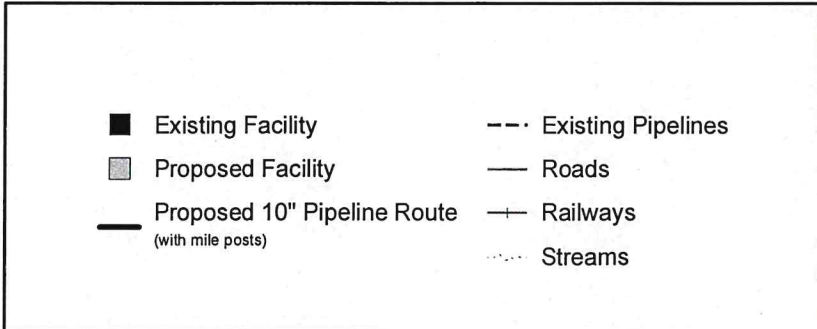 Existing Facility
Proposed Facility
Proposed 10" Pipeline Route
(with mile posts)
Existing Pipelines
Roads
Railways
Streams